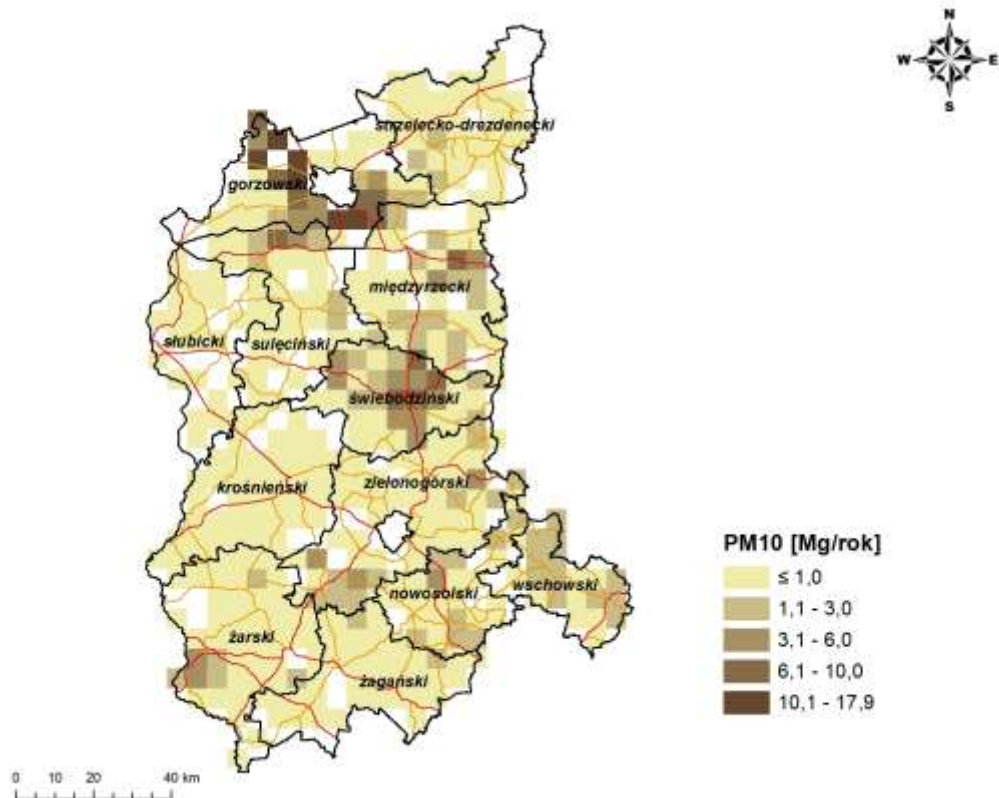 N
W E
S
strzelecko-drezdenecki
gorzowski
międzyrzecki
słubicki
sulęciński
świebodziński
krośnieński
zielonogórski
nowosolski
wschowski
żarski
żagański
PM10 [Mg/rok]
≤ 1,0
1,1 - 3,0
3,1 - 6,0
6,1 - 10,0
10,1 - 17,9
0 10 20 40 km